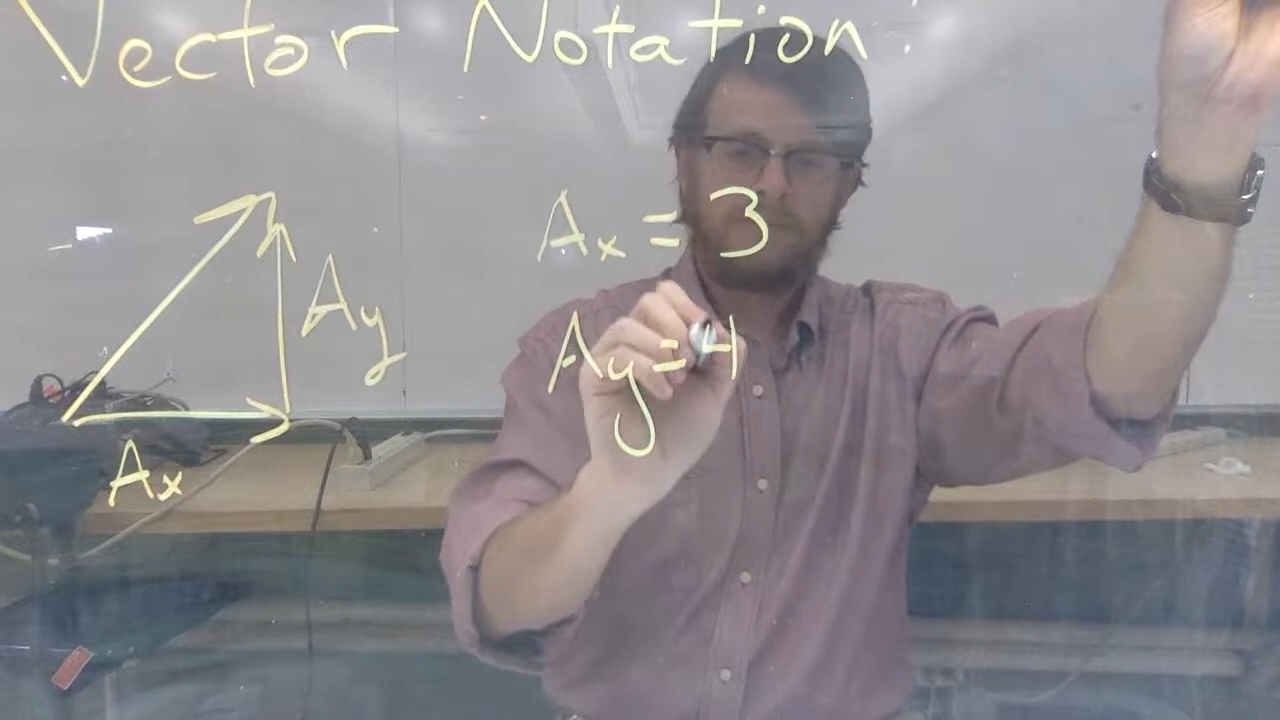 Vector Notation
Ax = 3
Ay
Ay = 4
Ax